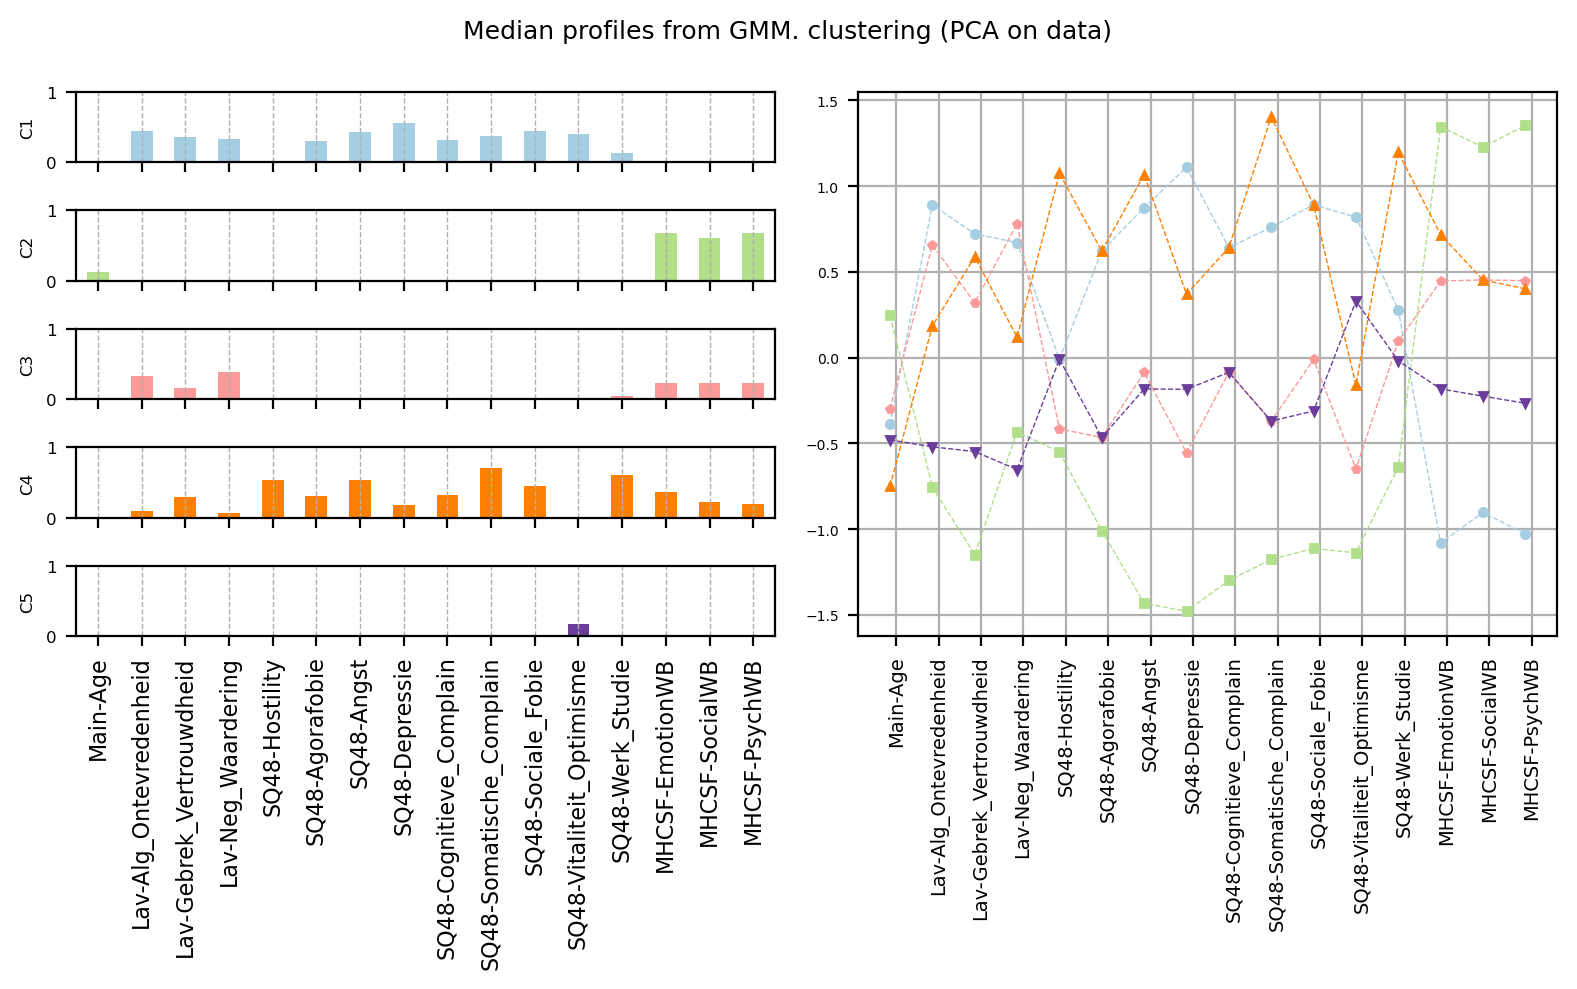 Median profiles from GMM. clustering (PCA on data)
1
C1
0
1
C2
0
1
C3
0
1
C4
0
1
C5
0
Main-Age
Lav-Alg_Ontevredenheid
Lav-Gebrek_Vertrouwdheid
Lav-Neg_Waardering
SQ48-Hostility
SQ48-Agorafobie
SQ48-Angst
SQ48-Depressie
SQ48-Cognitieve_Complain
SQ48-Somatische_Complain
SQ48-Sociale_Fobie
SQ48-Vitaliteit_Optimisme
SQ48-Werk_Studie
MHCSF-EmotionWB
MHCSF-SocialWB
MHCSF-PsychWB
1.5
1.0
0.5
0.0
−0.5
−1.0
−1.5
Main-Age
Lav-Alg_Ontevredenheid
Lav-Gebrek_Vertrouwdheid
Lav-Neg_Waardering
SQ48-Hostility
SQ48-Agorafobie
SQ48-Angst
SQ48-Depressie
SQ48-Cognitieve_Complain
SQ48-Somatische_Complain
SQ48-Sociale_Fobie
SQ48-Vitaliteit_Optimisme
SQ48-Werk_Studie
MHCSF-EmotionWB
MHCSF-SocialWB
MHCSF-PsychWB